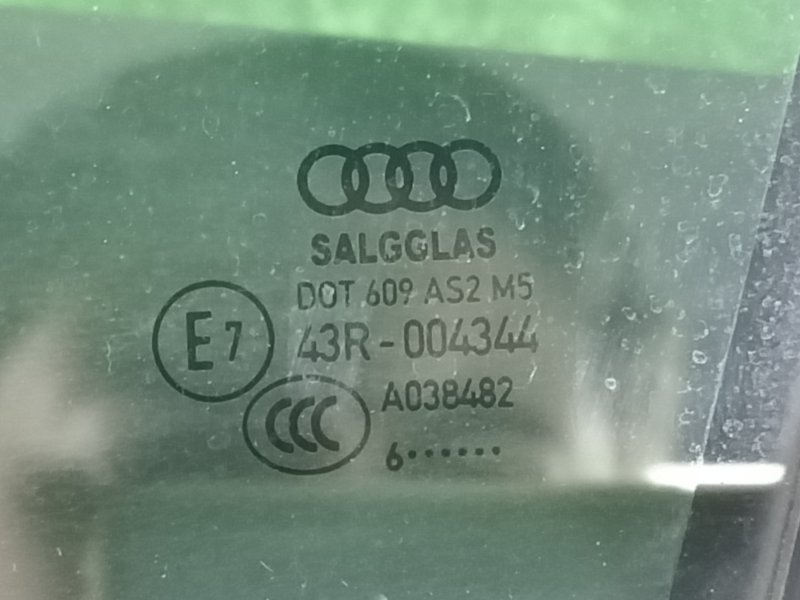 SALGGLAS
DOT 609 AS2 M5
E7
43R-004344
CCC
A038482
6······